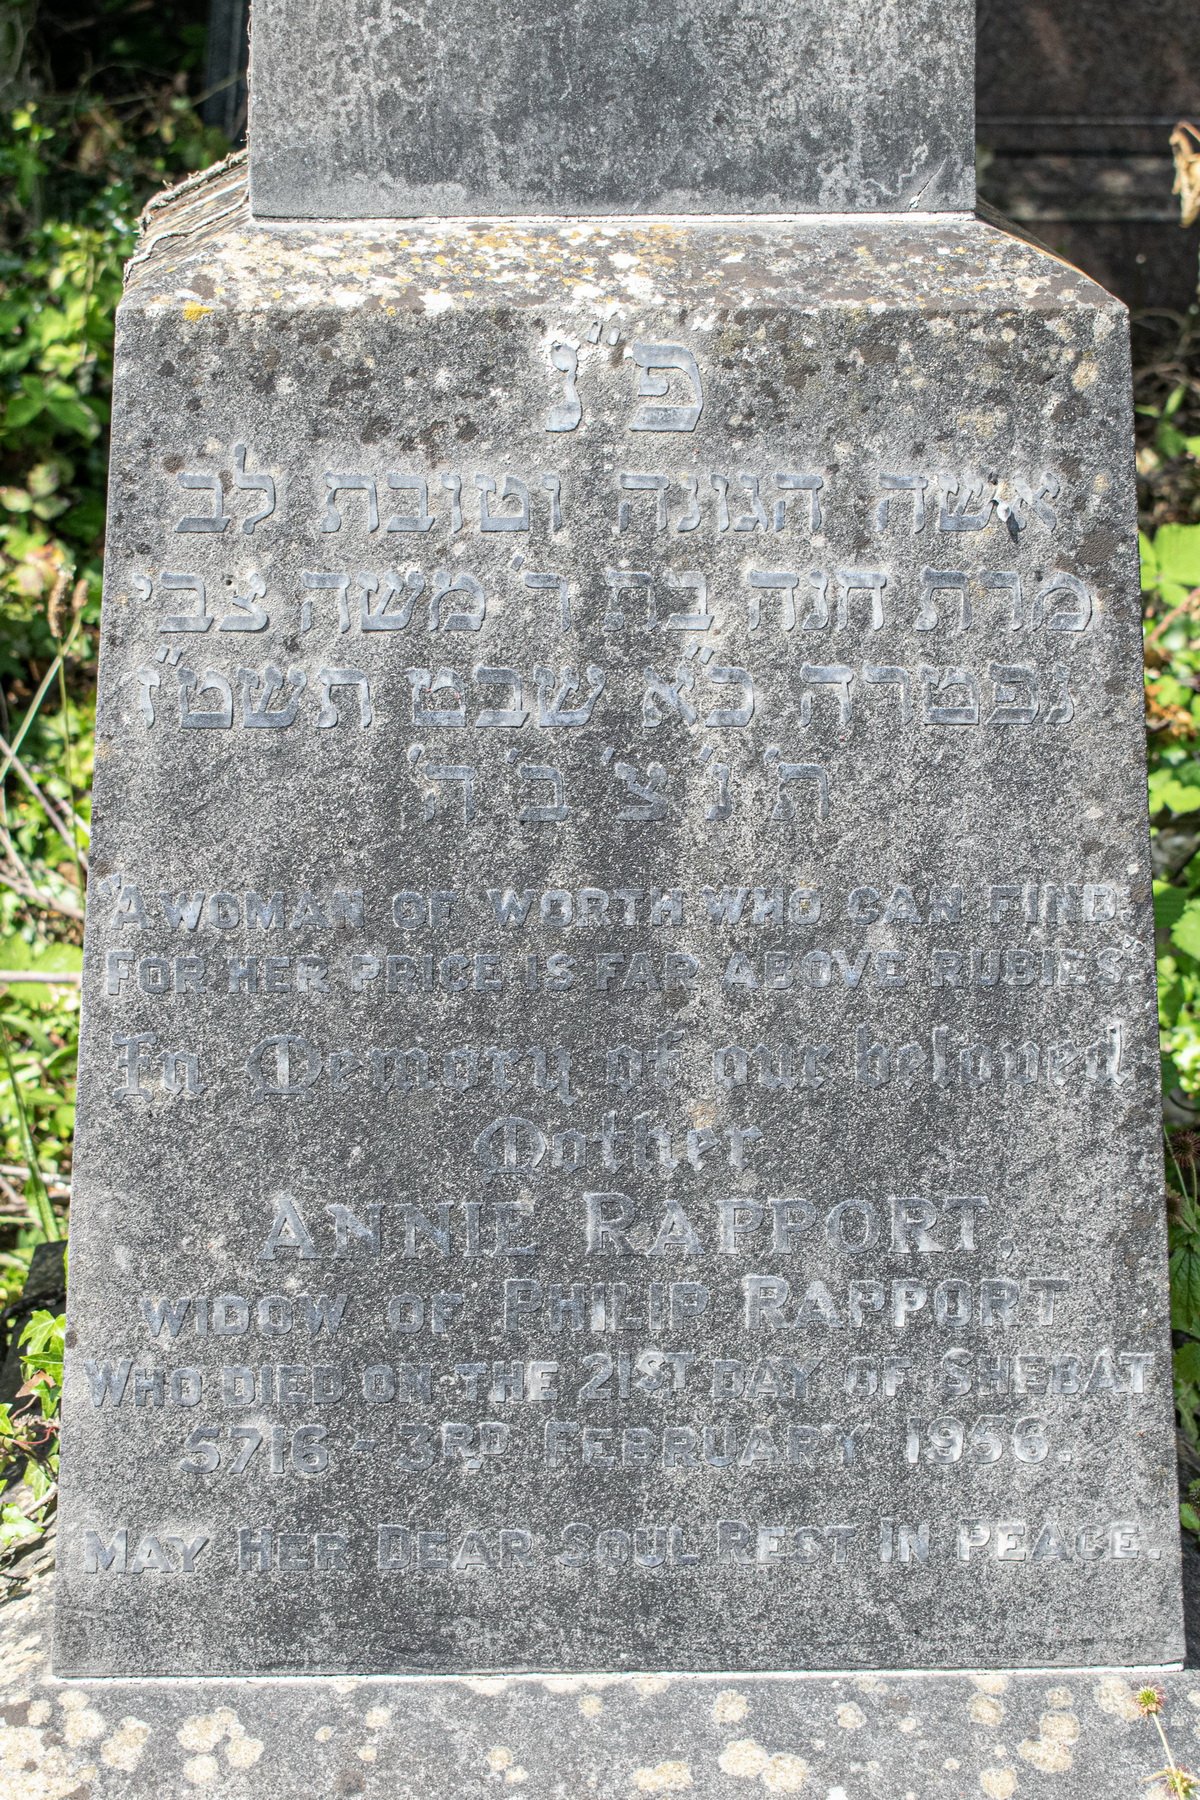 פ"נ
אשה הגונה וטובת לב
מרת חנה בת ר' משה צבי
נפטרה כ"א שבט תשט"ז
ת' נ' צ' ב' ה'
"A WOMAN OF WORTH WHO CAN FIND:
FOR HER PRICE IS FAR ABOVE RUBIES".
In Memory of our beloved
Mother
ANNIE RAPPORT,
WIDOW OF PHILIP RAPPORT
WHO DIED ON THE 21ST DAY OF SHEBAT
5716 - 3RD FEBRUARY 1956.
MAY HER DEAR SOUL REST IN PEACE.